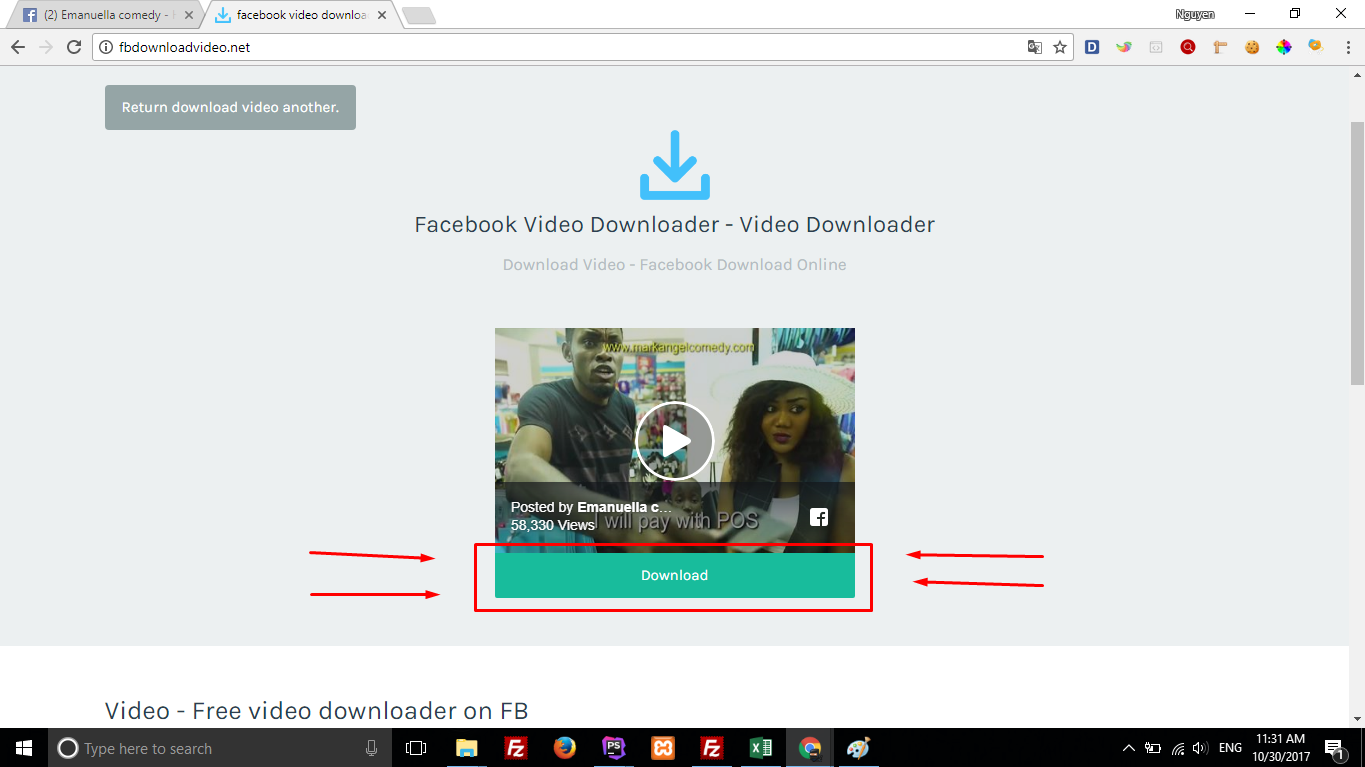 (2) Emanuella comedy -
facebook video downloa
Nguyen
fbdownloadvideo.net
Return download video another.
Facebook Video Downloader - Video Downloader
Download Video - Facebook Download Online
www.markangelcomedy.com
Posted by Emanuella c...
58,330 Views
I will pay with POS
Download
Video - Free video downloader on FB
Type here to search
ENG
11:31 AM
10/30/2017
1